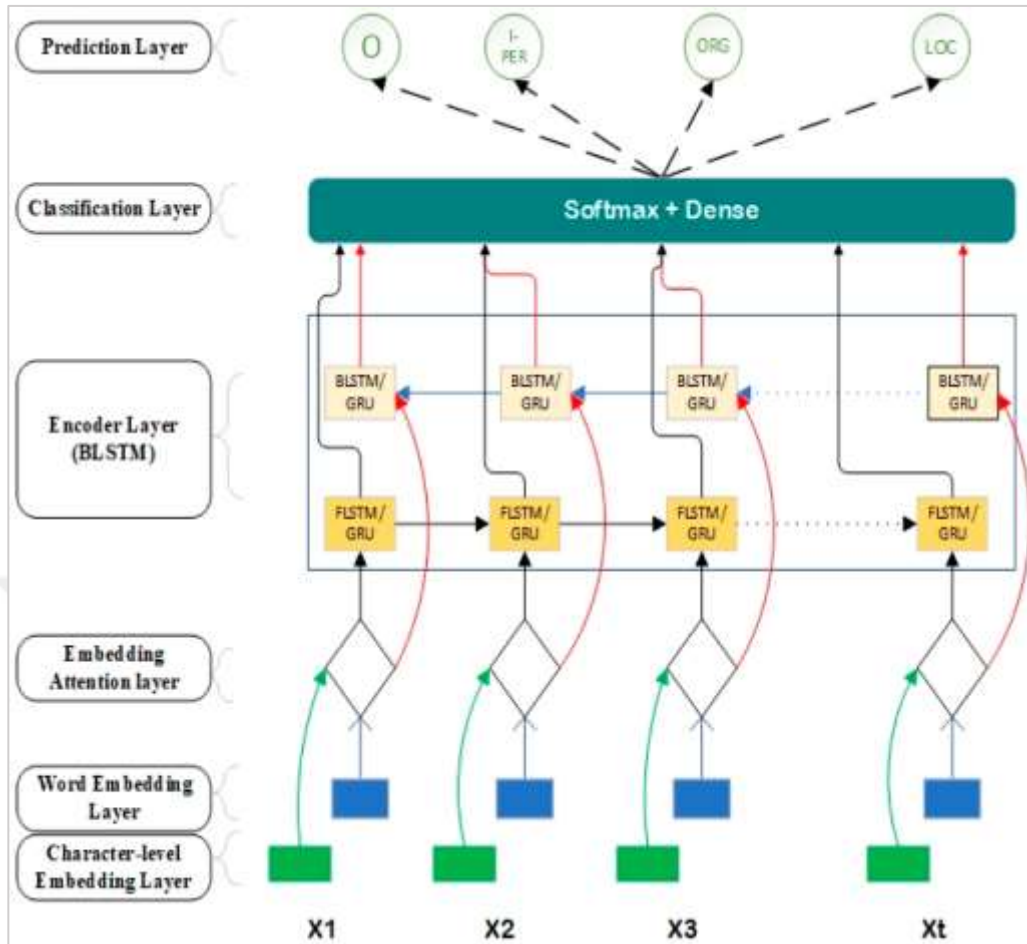 Prediction Layer
O
I-
PER
ORG
LOC
Classification Layer
Softmax + Dense
Encoder Layer
(BLSTM)
BLSTM/
GRU
BLSTM/
GRU
BLSTM/
GRU
BLSTM/
GRU
FLSTM/
GRU
FLSTM/
GRU
FLSTM/
GRU
FLSTM/
GRU
Embedding
Attention layer
Word Embedding
Layer
Character-level
Embedding Layer
X1
X2
X3
Xt